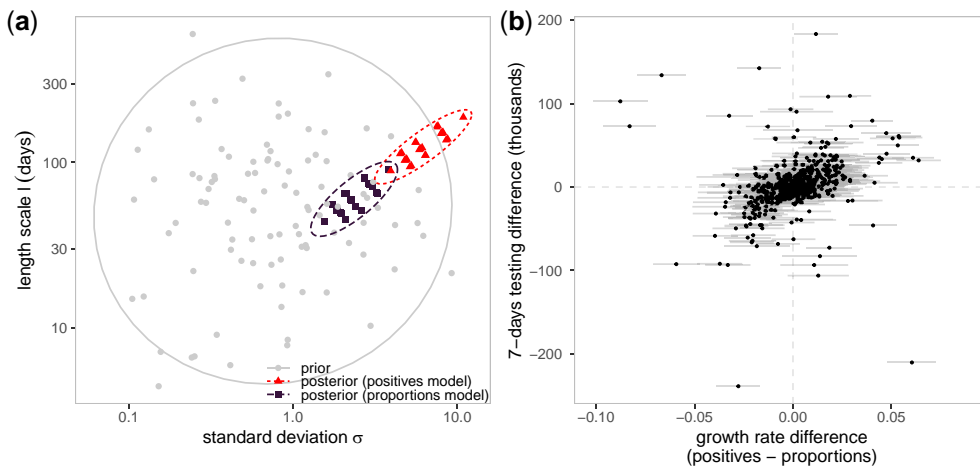 (a)
length scale l (days)
300
100
30
10
0.1
1.0
10.0
standard deviation σ
prior
posterior (positives model)
posterior (proportions model)
(b)
7−days testing difference (thousands)
200
100
0
−100
−200
−0.10
−0.05
0.00
0.05
growth rate difference
(positives − proportions)